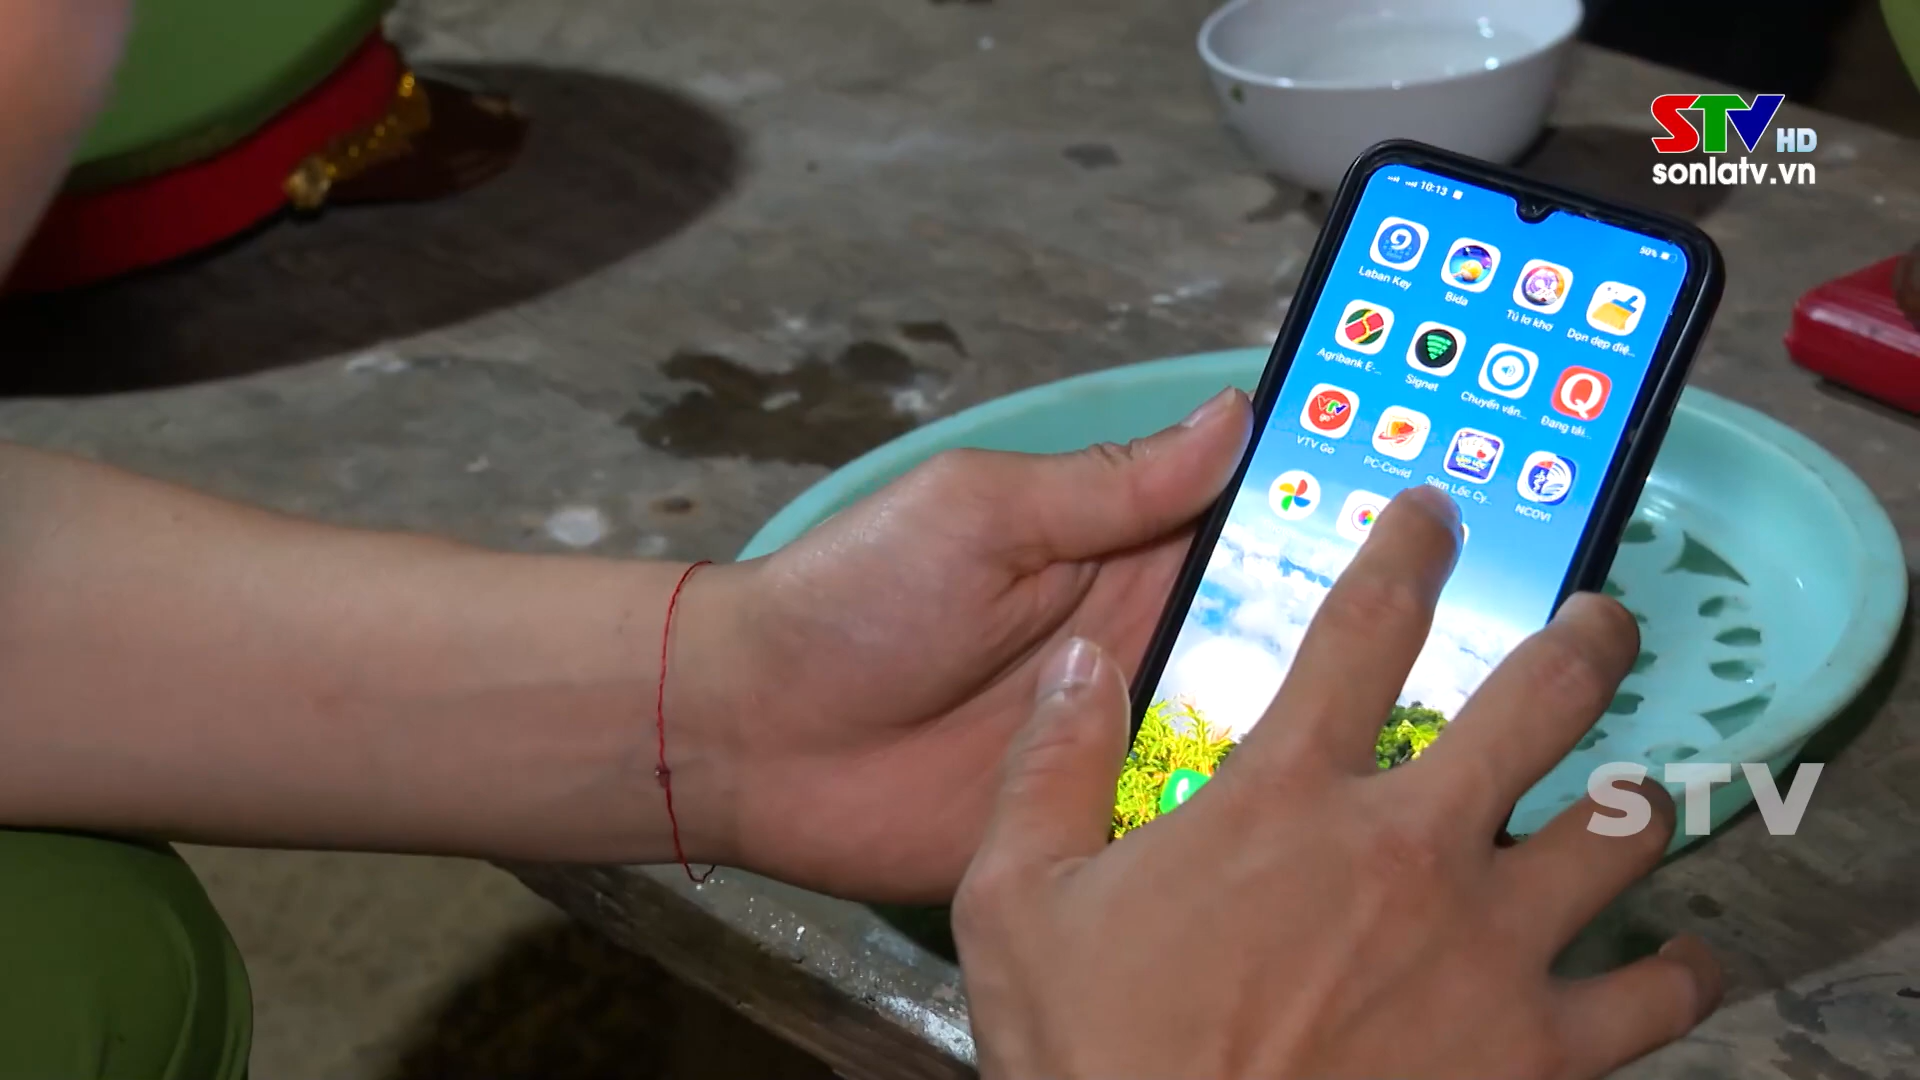 STV HD
sonlatv.vn
10:13
50%
Laban Key
Bida
Tú lơ khơ
Dọn dẹp điệ...
Agribank E-...
Signet
Chuyển văn...
Đang tải...
VTV Go
PC-Covid
Sâm Lốc Cy...
NCOVI
STV